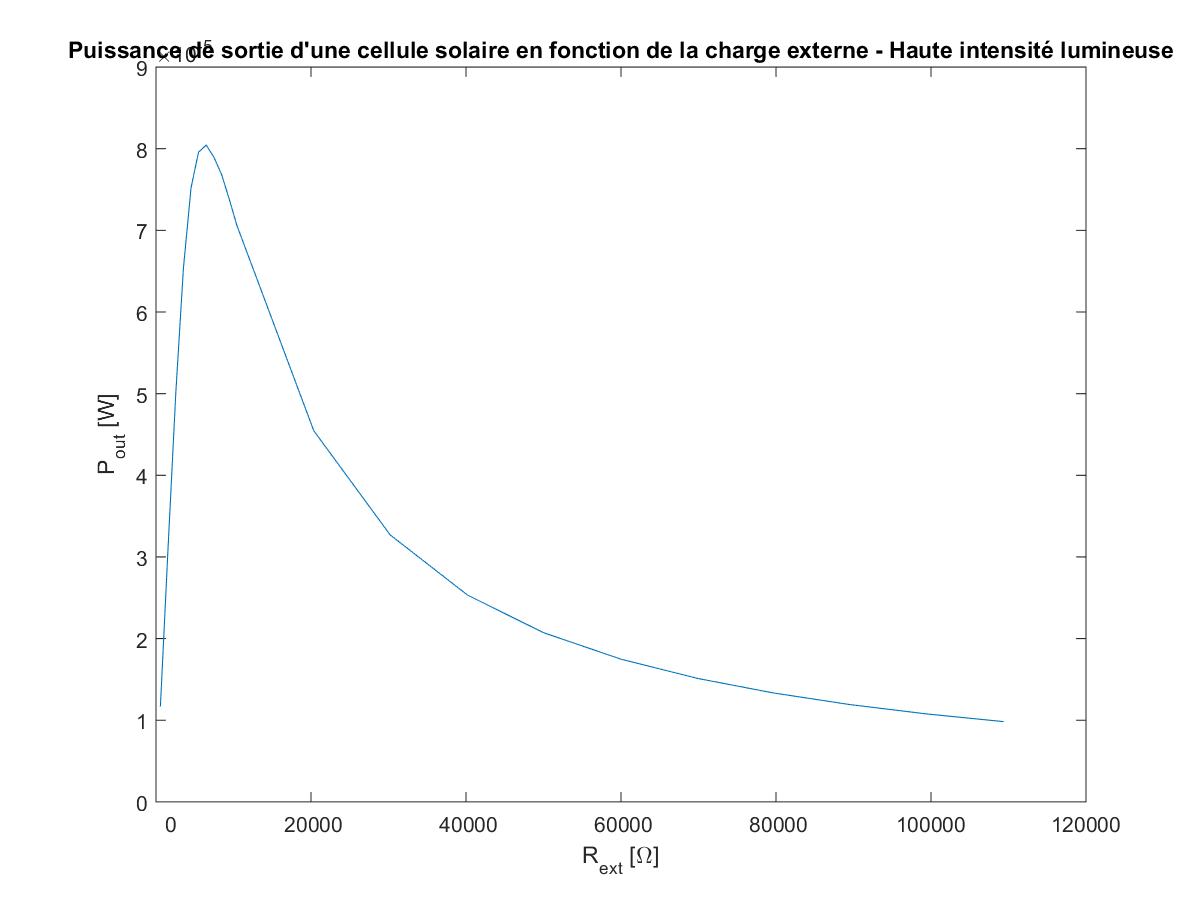 Puissance de sortie d'une cellule solaire en fonction de la charge externe - Haute intensité lumineuse
×10-5
9
8
7
6
5
4
3
2
1
0
P out [W]
0 20000 40000 60000 80000 100000 120000
R ext [Ω]